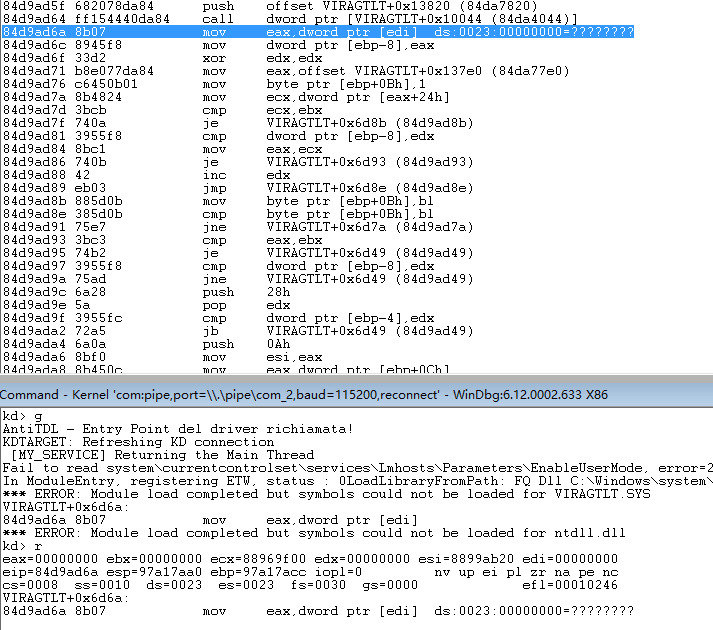 84d9ad5f 682078da84 push offset VIRAGTLT+0x13820 (84da7820)
84d9ad64 ff154440da84 call dword ptr [VIRAGTLT+0x10044 (84da4044)]
84d9ad6a 8b07 mov eax,dword ptr [edi] ds:0023:00000000=????????
84d9ad6c 8945f8 mov dword ptr [ebp-8],eax
84d9ad6f 33d2 xor edx,edx
84d9ad71 b8e077da84 mov eax,offset VIRAGTLT+0x137e0 (84da77e0)
84d9ad76 c6450b01 mov byte ptr [ebp+0Bh],1
84d9ad7a 8b4824 mov ecx,dword ptr [eax+24h]
84d9ad7d 3bcb cmp ecx,ebx
84d9ad7f 740a je VIRAGTLT+0x6d8b (84d9ad8b)
84d9ad81 3955f8 cmp dword ptr [ebp-8],edx
84d9ad84 8bc1 mov eax,ecx
84d9ad86 740b je VIRAGTLT+0x6d93 (84d9ad93)
84d9ad88 42 inc edx
84d9ad89 eb03 jmp VIRAGTLT+0x6d8e (84d9ad8e)
84d9ad8b 885d0b mov byte ptr [ebp+0Bh],bl
84d9ad8e 385d0b cmp byte ptr [ebp+0Bh],bl
84d9ad91 75e7 jne VIRAGTLT+0x6d7a (84d9ad7a)
84d9ad93 3bc3 cmp eax,ebx
84d9ad95 74b2 je VIRAGTLT+0x6d49 (84d9ad49)
84d9ad97 3955f8 cmp dword ptr [ebp-8],edx
84d9ad9a 75ad jne VIRAGTLT+0x6d49 (84d9ad49)
84d9ad9c 6a28 push 28h
84d9ad9e 5a pop edx
84d9ad9f 3955fc cmp dword ptr [ebp-4],edx
84d9ada2 72a5 jb VIRAGTLT+0x6d49 (84d9ad49)
84d9ada4 6a0a push 0Ah
84d9ada6 8bf0 mov esi,eax
84d9ada8 8b450c mov eax,dword ptr [ebp+0Ch]
Command - Kernel 'com:pipe,port=\\.\pipe\com_2,baud=115200,reconnect' - WinDbg:6.12.0002.633 X86
kd> g
AntiTDL - Entry Point del driver richiamata!
KDTARGET: Refreshing KD connection
[MY_SERVICE] Returning the Main Thread
Fail to read system\currentcontrolset\services\Lmhosts\Parameters\EnableUserMode, error=2
In ModuleEntry, registering ETW, status : 0LoadLibraryFromPath: FQ Dll C:\Windows\system\
*** ERROR: Module load completed but symbols could not be loaded for VIRAGTLT.SYS
VIRAGTLT+0x6d6a:
84d9ad6a 8b07 mov eax,dword ptr [edi]
*** ERROR: Module load completed but symbols could not be loaded for ntdll.dll
kd> r
eax=00000000 ebx=00000000 ecx=88969f00 edx=00000000 esi=8899ab20 edi=00000000
eip=84d9ad6a esp=97a17aa0 ebp=97a17acc iopl=0 nv up ei pl zr na pe nc
cs=0008 ss=0010 ds=0023 es=0023 fs=0030 gs=0000 efl=00010246
VIRAGTLT+0x6d6a:
84d9ad6a 8b07 mov eax,dword ptr [edi] ds:0023:00000000=????????